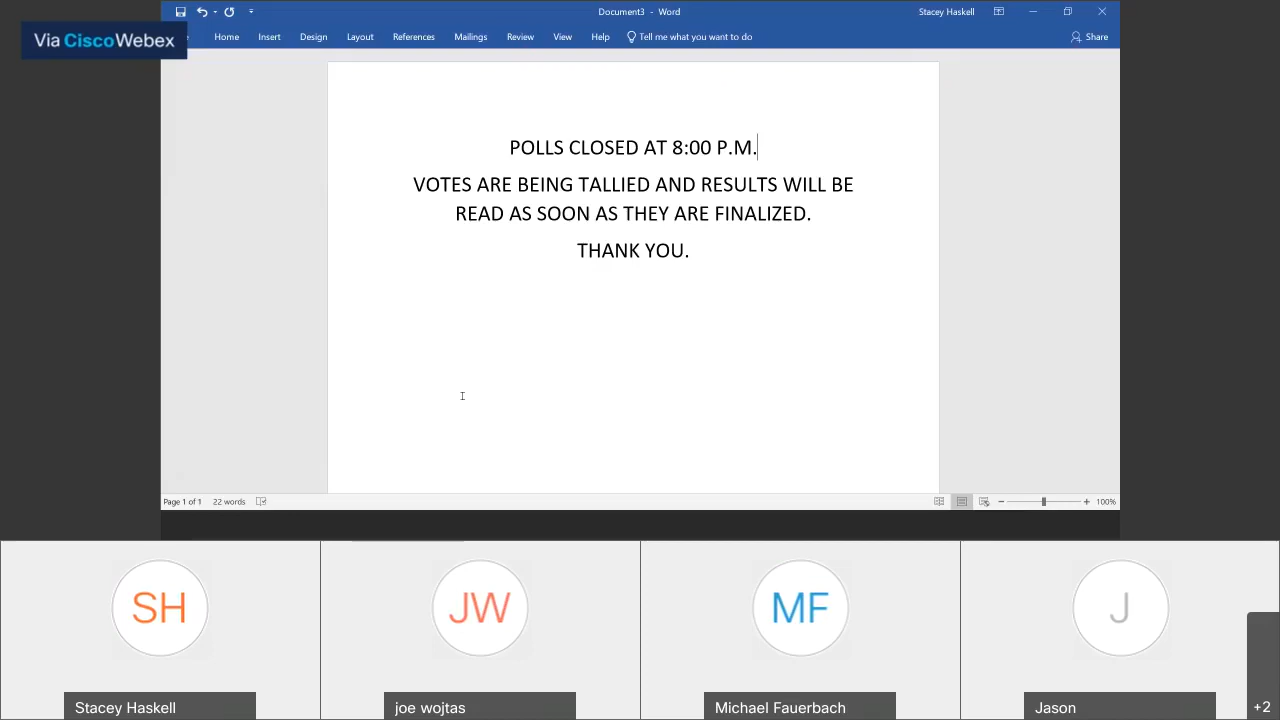 Document3 - Word
Stacey Haskell
Via CiscoWebex
Home Insert Design Layout References Mailings Review View Help Tell me what you want to do Share
POLLS CLOSED AT 8:00 P.M.
VOTES ARE BEING TALLIED AND RESULTS WILL BE
READ AS SOON AS THEY ARE FINALIZED.
THANK YOU.
Page 1 of 1 22 words 100%
SH JW MF J
Stacey Haskell joe wojtas Michael Fauerbach Jason +2